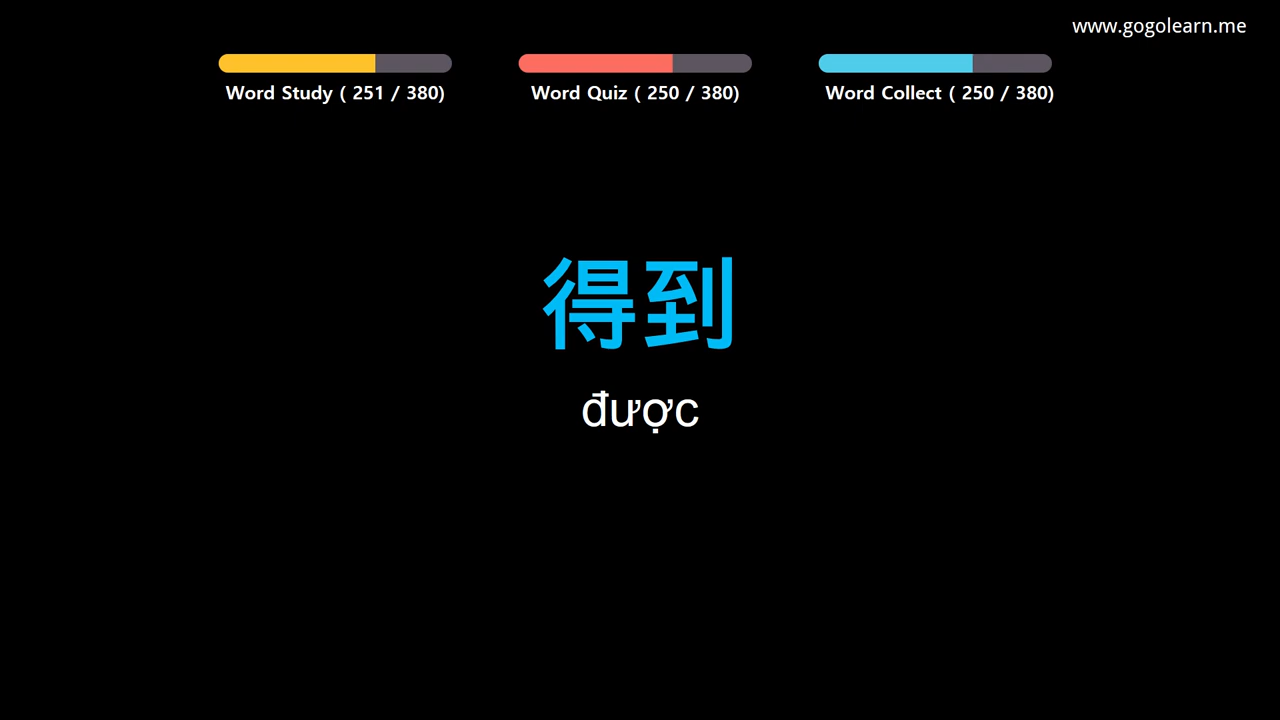 www.gogolearn.me
Word Study ( 251 / 380)
Word Quiz ( 250 / 380)
Word Collect ( 250 / 380)
得到
được